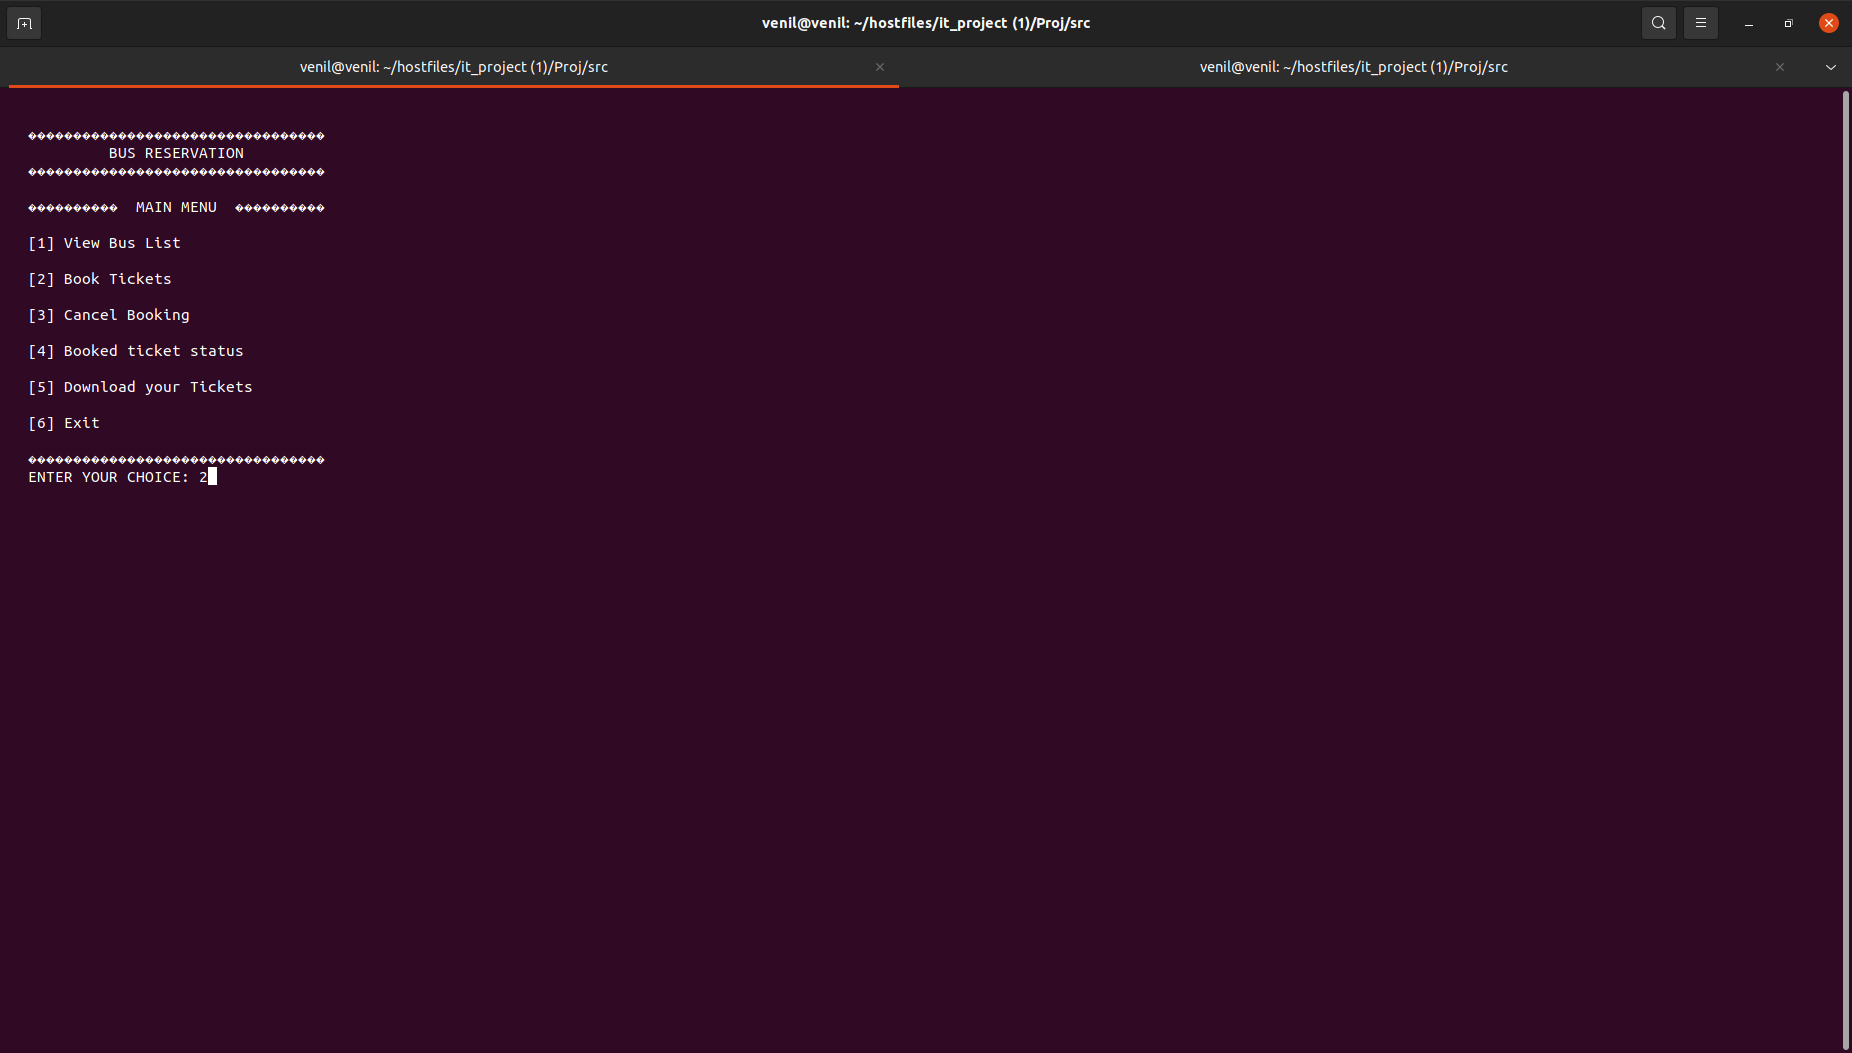 venil@venil: ~/hostfiles/it_project (1)/Proj/src
venil@venil: ~/hostfiles/it_project (1)/Proj/src
venil@venil: ~/hostfiles/it_project (1)/Proj/src
���������������������������������
BUS RESERVATION
���������������������������������
���������� MAIN MENU ����������
[1] View Bus List
[2] Book Tickets
[3] Cancel Booking
[4] Booked ticket status
[5] Download your Tickets
[6] Exit
���������������������������������
ENTER YOUR CHOICE: 2